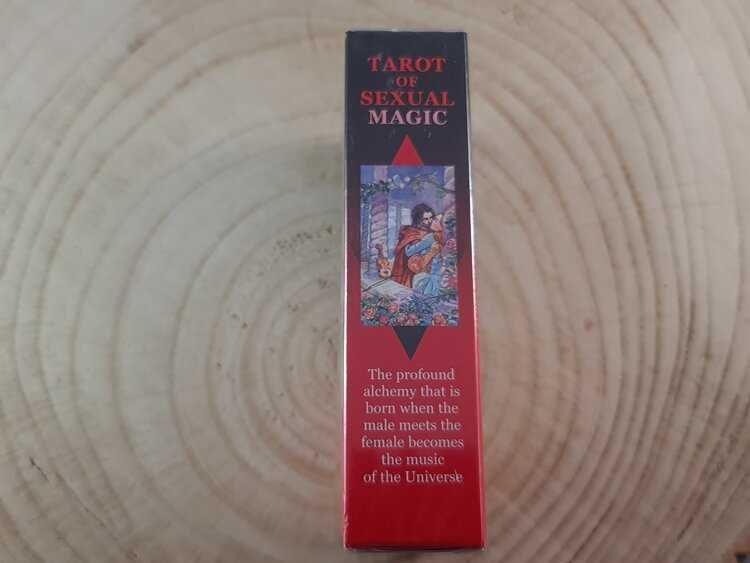 TAROT
OF
SEXUAL
MAGIC
The profound
alchemy that is
born when the
male meets the
female becomes
the music
of the Universe